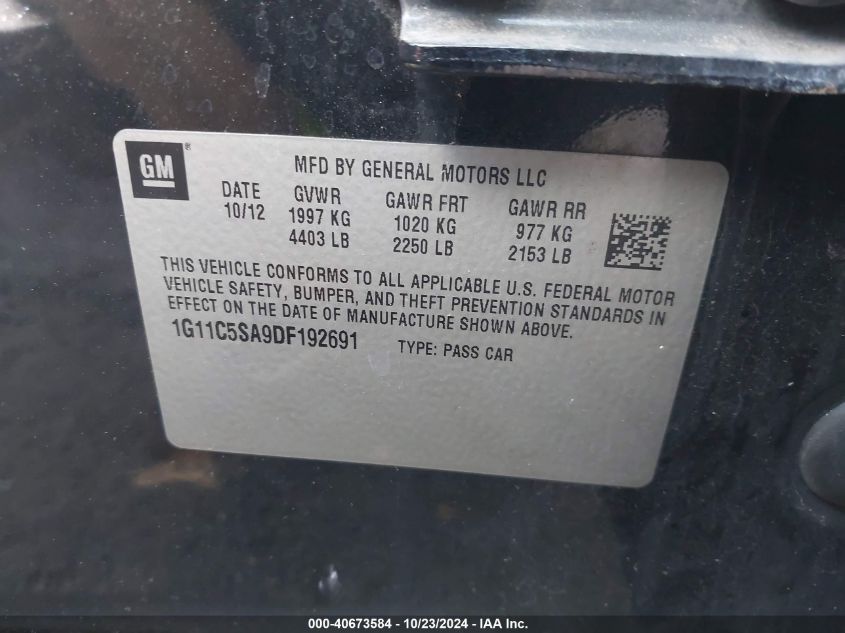 GM ®
MFD BY GENERAL MOTORS LLC
DATE GVWR GAWR FRT GAWR RR
10/12 1997 KG 1020 KG 977 KG
4403 LB 2250 LB 2153 LB
THIS VEHICLE CONFORMS TO ALL APPLICABLE U.S. FEDERAL MOTOR
VEHICLE SAFETY, BUMPER, AND THEFT PREVENTION STANDARDS IN
EFFECT ON THE DATE OF MANUFACTURE SHOWN ABOVE.
1G11C5SA9DF192691 TYPE: PASS CAR
000-40673584 - 10/23/2024 - IAA Inc.